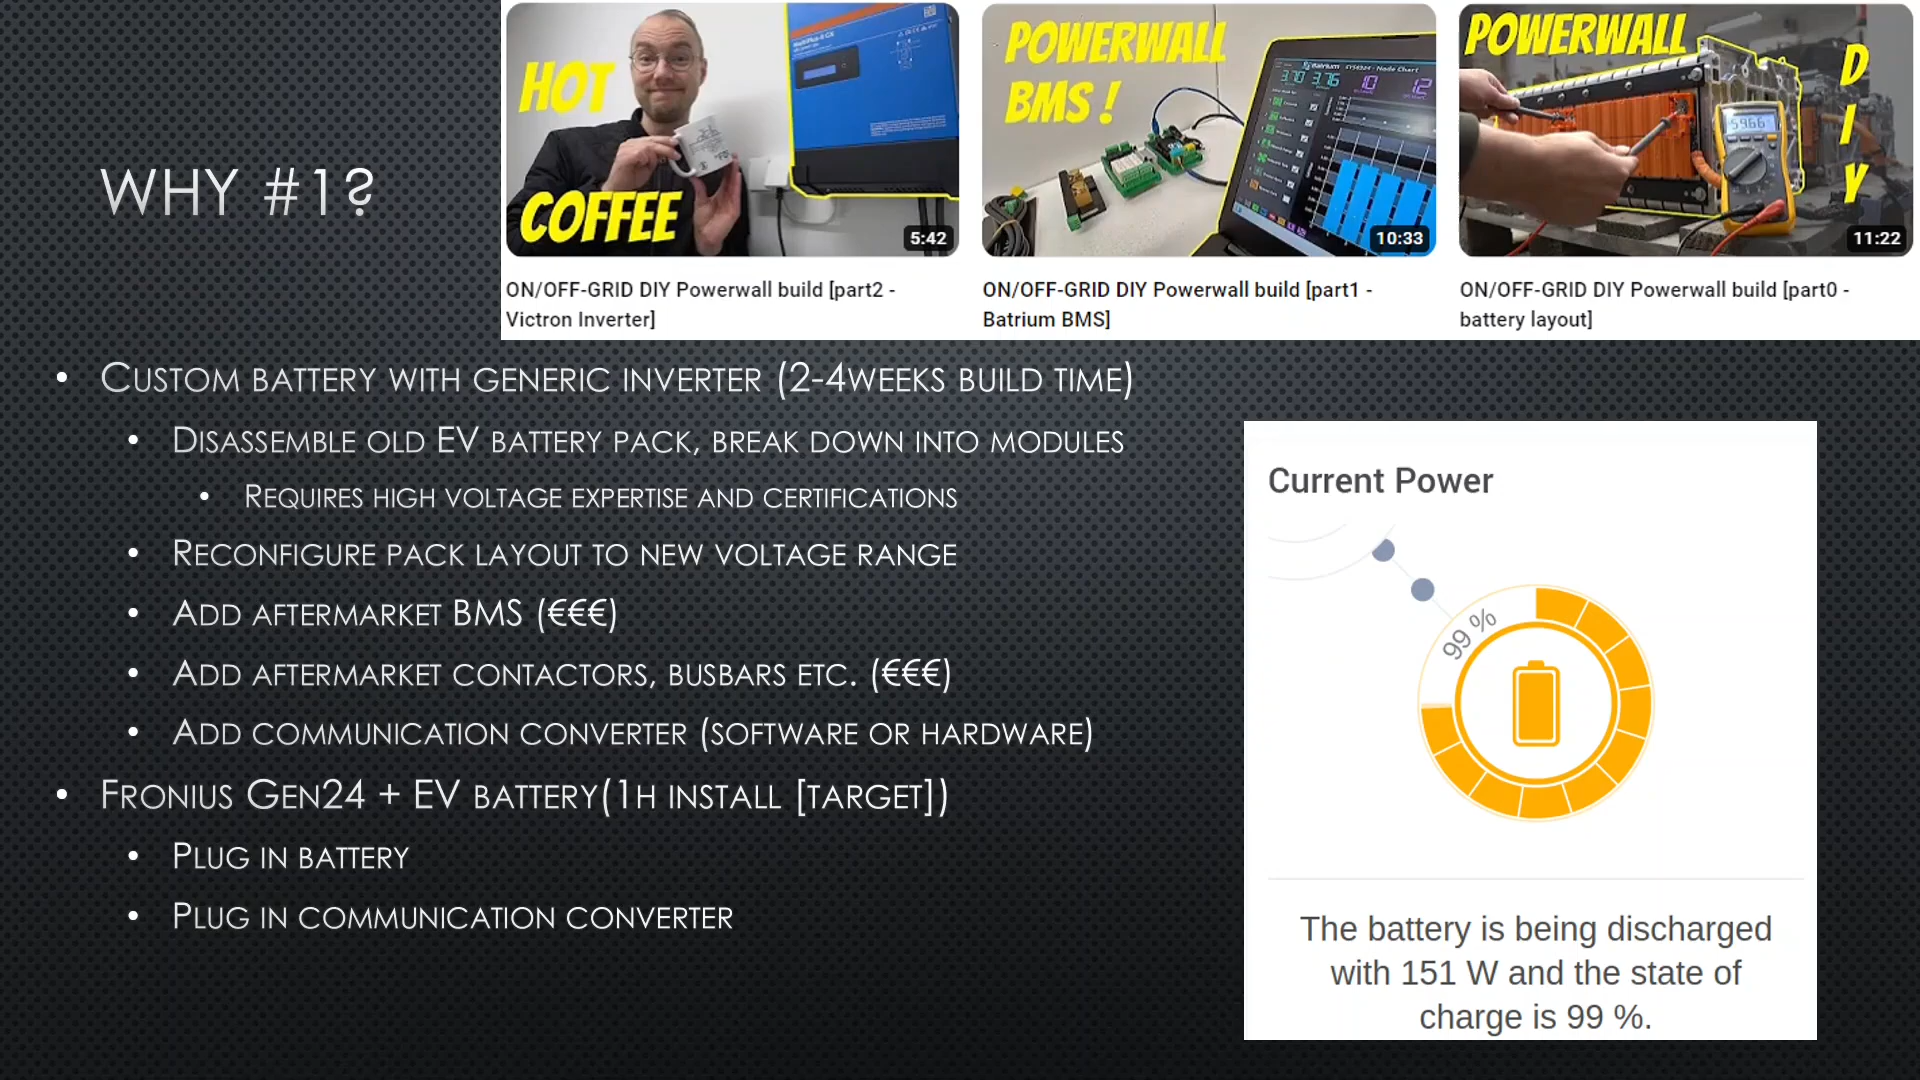 WHY #1?
HOT
COFFEE
5:42
ON/OFF-GRID DIY Powerwall build [part2 -
Victron Inverter]
POWERWALL
BMS !
3.70 3.76 10 12
10:33
ON/OFF-GRID DIY Powerwall build [part1 -
Batrium BMS]
POWERWALL
DIY
11:22
ON/OFF-GRID DIY Powerwall build [part0 -
battery layout]
• CUSTOM BATTERY WITH GENERIC INVERTER (2-4WEEKS BUILD TIME)
• DISASSEMBLE OLD EV BATTERY PACK, BREAK DOWN INTO MODULES
• REQUIRES HIGH VOLTAGE EXPERTISE AND CERTIFICATIONS
• RECONFIGURE PACK LAYOUT TO NEW VOLTAGE RANGE
• ADD AFTERMARKET BMS (€€€)
• ADD AFTERMARKET CONTACTORS, BUSBARS ETC. (€€€)
• ADD COMMUNICATION CONVERTER (SOFTWARE OR HARDWARE)
• FRONIUS GEN24 + EV BATTERY(1H INSTALL [TARGET])
• PLUG IN BATTERY
• PLUG IN COMMUNICATION CONVERTER
Current Power
99 %
The battery is being discharged
with 151 W and the state of
charge is 99 %.